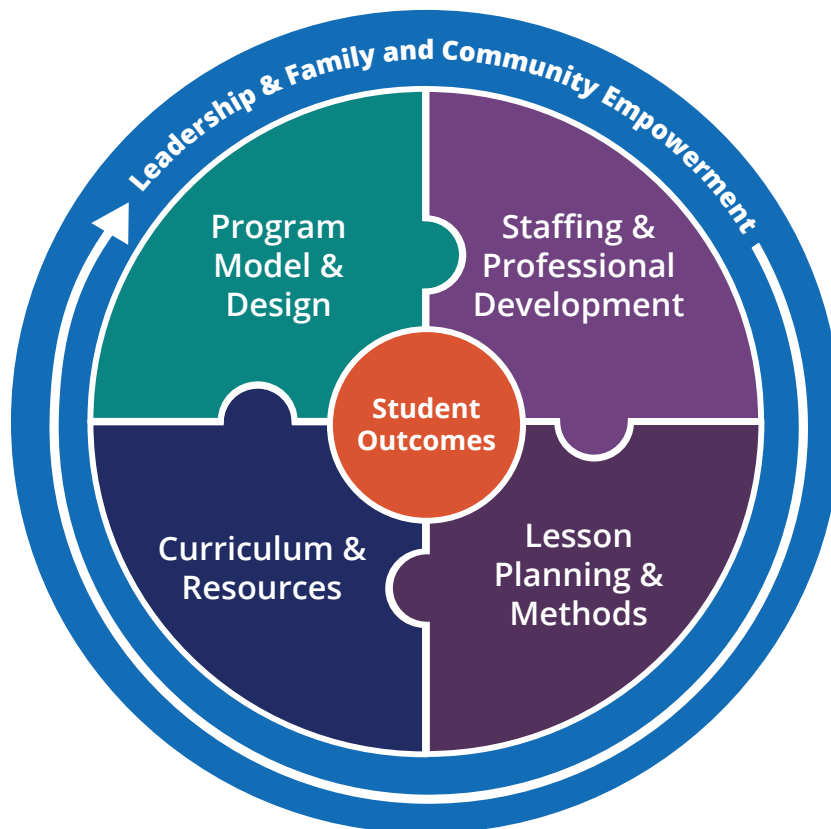 Leadership & Family and Community Empowerment
Program
Model &
Design
Staffing &
Professional
Development
Student
Outcomes
Curriculum &
Resources
Lesson
Planning &
Methods